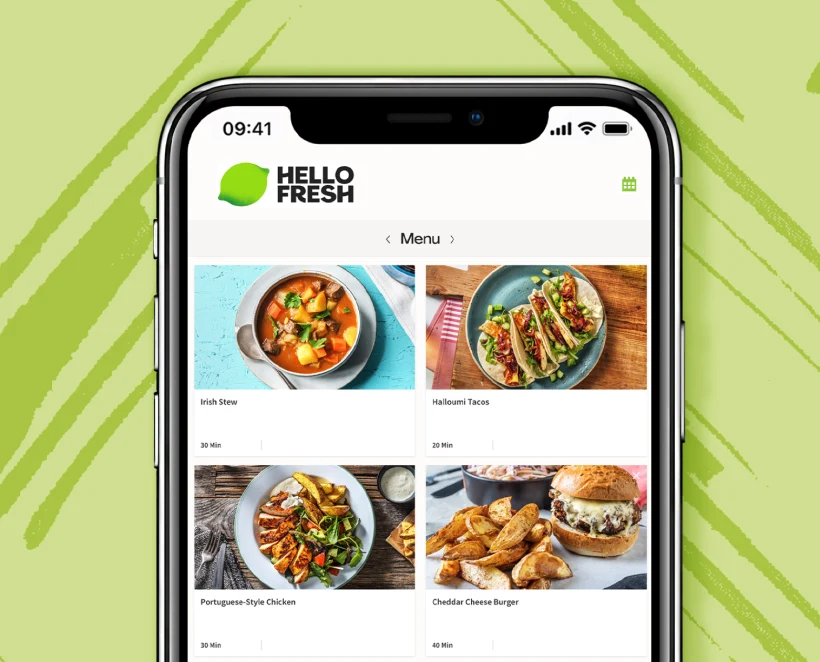 09:41
HELLO
FRESH
< Menu >
Irish Stew
Halloumi Tacos
30 Min
20 Min
Portuguese-Style Chicken
Cheddar Cheese Burger
30 Min
40 Min